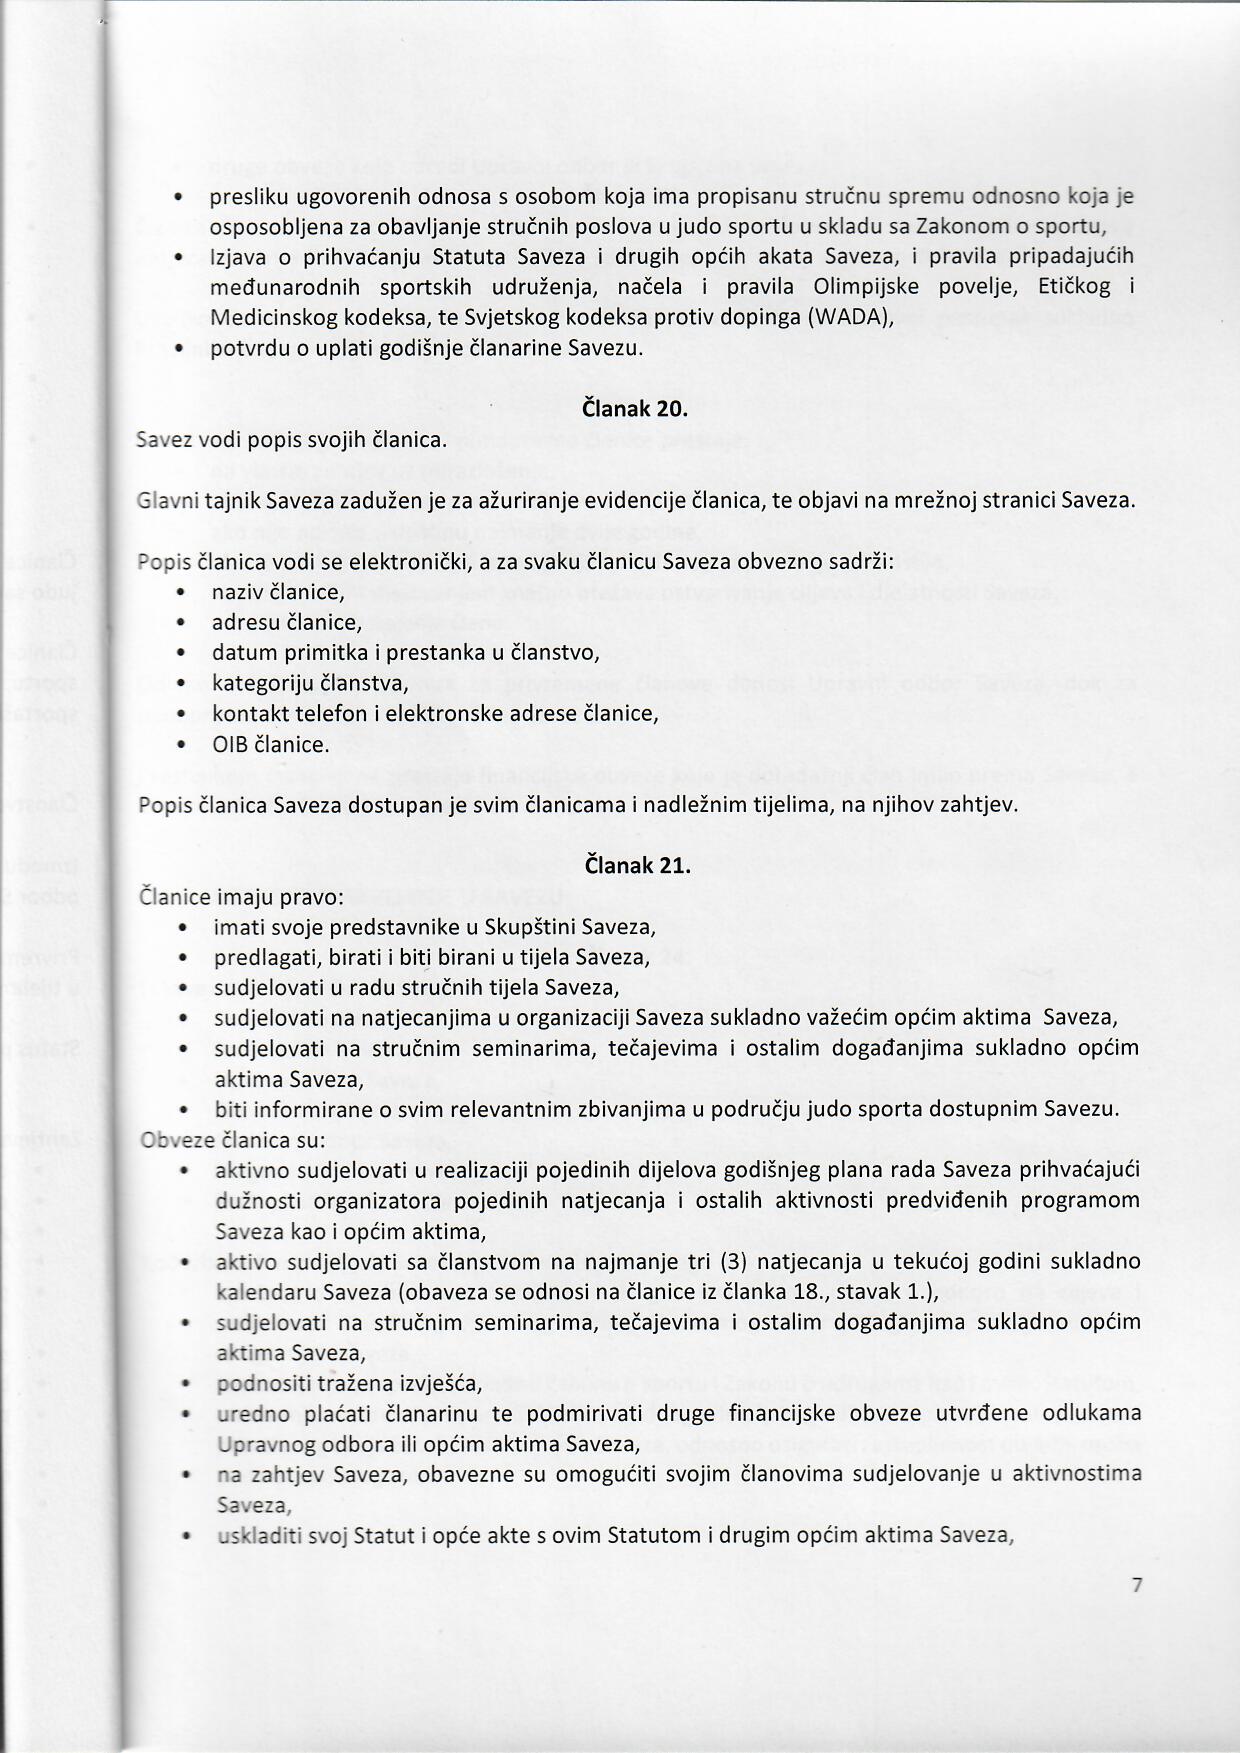 • presliku ugovorenih odnosa s osobom koja ima propisanu stručnu spremu odnosno koja je
osposobljena za obavljanje stručnih poslova u judo sportu u skladu sa Zakonom o sportu,
• Izjava o prihvaćanju Statuta Saveza i drugih općih akata Saveza, i pravila pripadajućih
međunarodnih sportskih udruženja, načela i pravila Olimpijske povelje, Etičkog i
Medicinskog kodeksa, te Svjetskog kodeksa protiv dopinga (WADA),
• potvrdu o uplati godišnje članarine Savezu.
Članak 20.
Savez vodi popis svojih članica.
Glavni tajnik Saveza zadužen je za ažuriranje evidencije članica, te objavi na mrežnoj stranici Saveza.
Popis članica vodi se elektronički, a za svaku članicu Saveza obvezno sadrži:
• naziv članice,
• adresu članice,
• datum primitka i prestanka u članstvo,
• kategoriju članstva,
• kontakt telefon i elektronske adrese članice,
• OIB članice.
Popis članica Saveza dostupan je svim članicama i nadležnim tijelima, na njihov zahtjev.
Članak 21.
Članice imaju pravo:
• imati svoje predstavnike u Skupštini Saveza,
• predlagati, birati i biti birani u tijela Saveza,
• sudjelovati u radu stručnih tijela Saveza,
• sudjelovati na natjecanjima u organizaciji Saveza sukladno važećim općim aktima Saveza,
• sudjelovati na stručnim seminarima, tečajevima i ostalim događanjima sukladno općim
aktima Saveza,
• biti informirane o svim relevantnim zbivanjima u području judo sporta dostupnim Savezu.
Obveze članica su:
• aktivno sudjelovati u realizaciji pojedinih dijelova godišnjeg plana rada Saveza prihvaćajući
dužnosti organizatora pojedinih natjecanja i ostalih aktivnosti predviđenih programom
Saveza kao i općim aktima,
• aktivo sudjelovati sa članstvom na najmanje tri (3) natjecanja u tekućoj godini sukladno
kalendaru Saveza (obaveza se odnosi na članice iz članka 18., stavak 1.),
• sudjelovati na stručnim seminarima, tečajevima i ostalim događanjima sukladno općim
aktima Saveza,
• podnositi tražena izvješća,
• uredno plaćati članarinu te podmirivati druge financijske obveze utvrđene odlukama
Upravnog odbora ili općim aktima Saveza,
• na zahtjev Saveza, obavezne su omogućiti svojim članovima sudjelovanje u aktivnostima
Saveza,
• uskladiti svoj Statut i opće akte s ovim Statutom i drugim općim aktima Saveza,
7